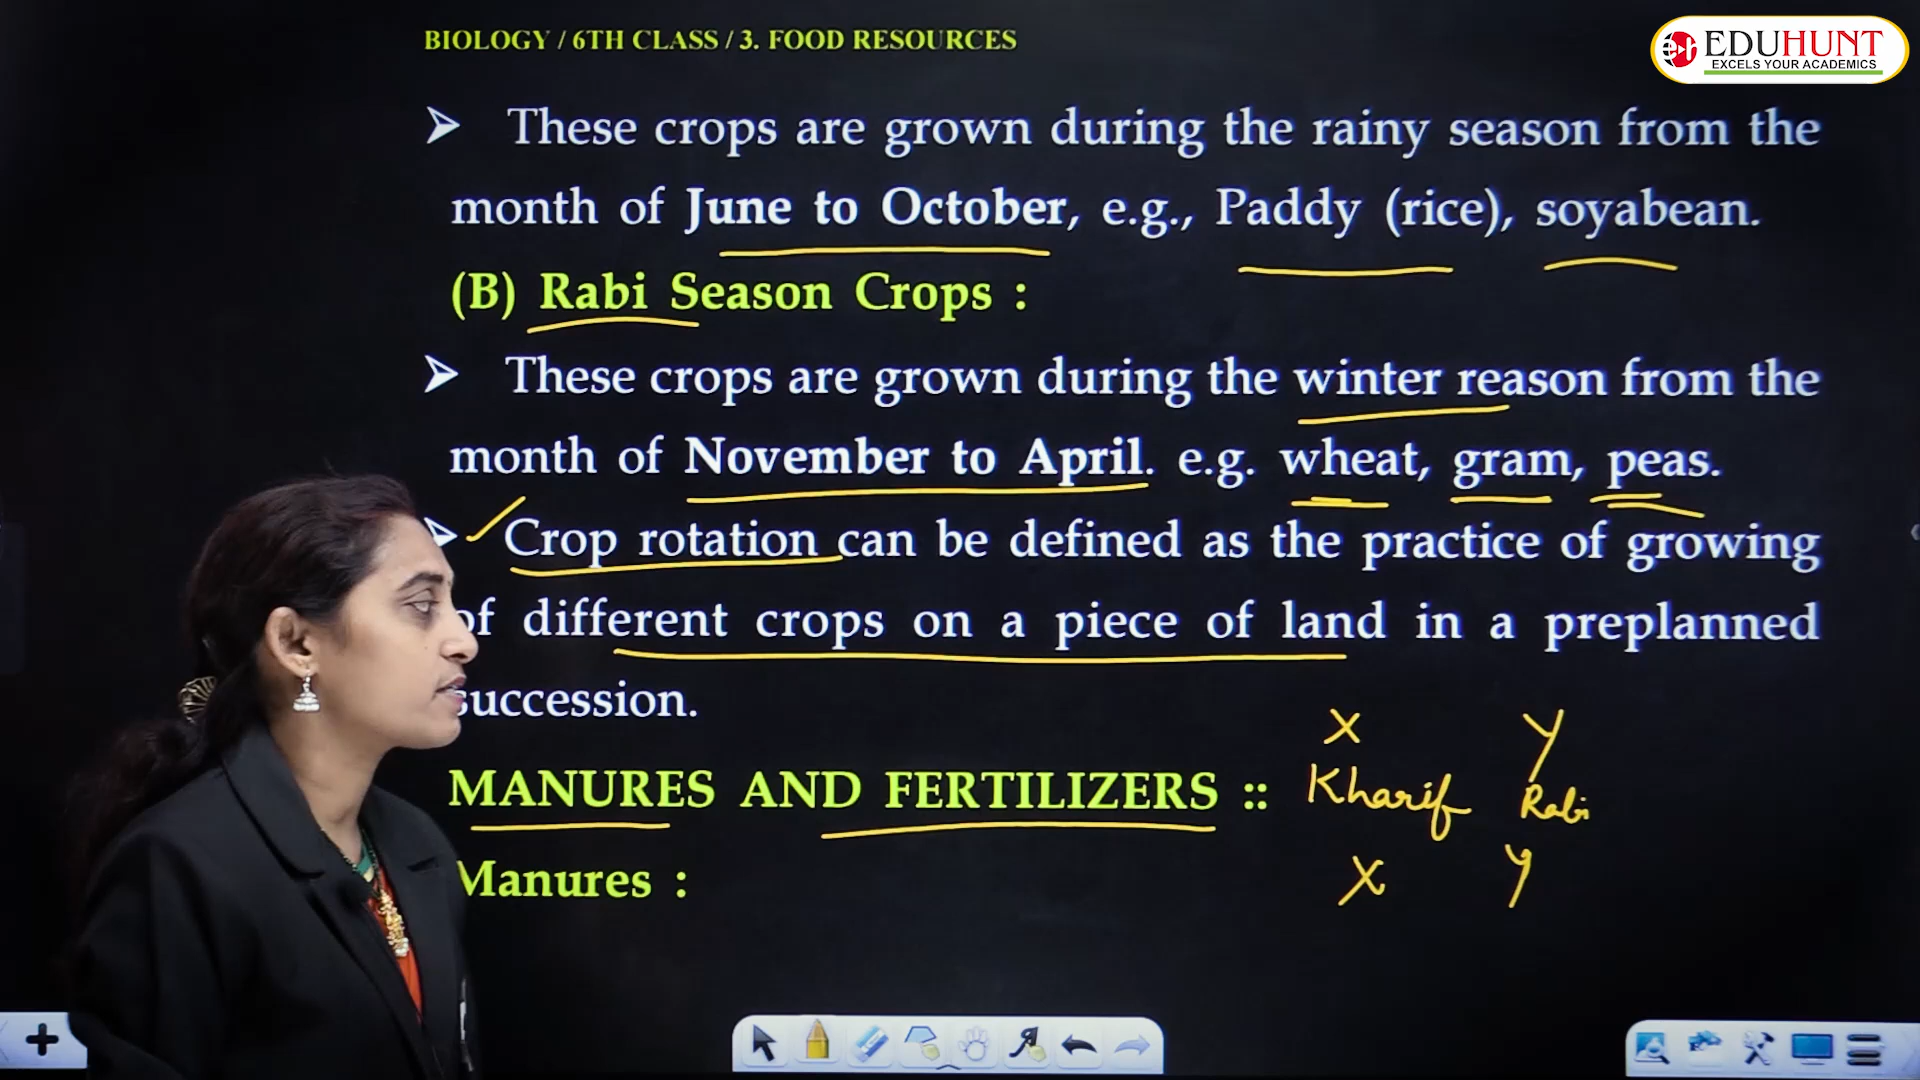 BIOLOGY / 6TH CLASS / 3. FOOD RESOURCES
EDUHUNT
EXCELS YOUR ACADEMICS
➢ These crops are grown during the rainy season from the
month of June to October, e.g., Paddy (rice), soyabean.
(B) Rabi Season Crops :
➢ These crops are grown during the winter reason from the
month of November to April. e.g. wheat, gram, peas.
➢ Crop rotation can be defined as the practice of growing
of different crops on a piece of land in a preplanned
succession.
X Y
MANURES AND FERTILIZERS :: Kharif Rabi
Manures : X Y